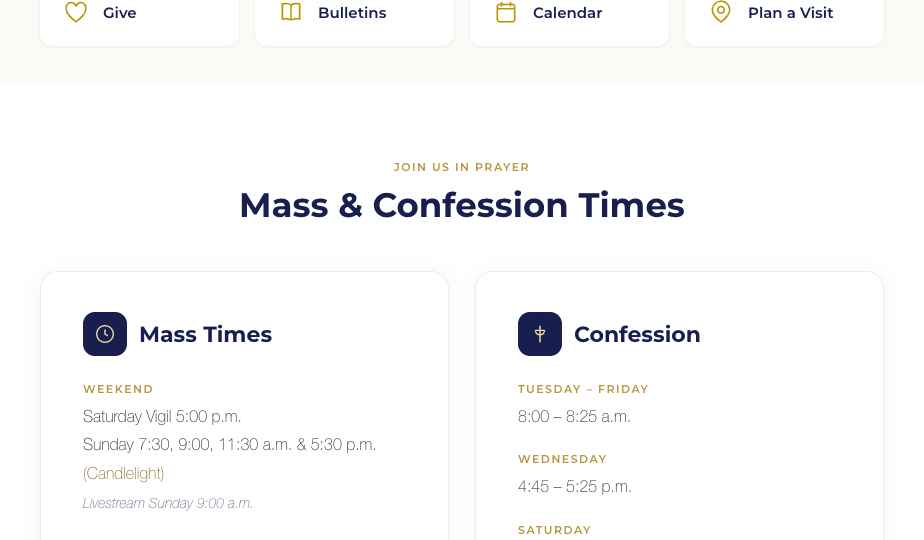 Give
Bulletins
Calendar
Plan a Visit
JOIN US IN PRAYER
Mass & Confession Times
Mass Times
WEEKEND
Saturday Vigil 5:00 p.m.
Sunday 7:30, 9:00, 11:30 a.m. & 5:30 p.m.
(Candlelight)
Livestream Sunday 9:00 a.m.
Confession
TUESDAY – FRIDAY
8:00 – 8:25 a.m.
WEDNESDAY
4:45 – 5:25 p.m.
SATURDAY